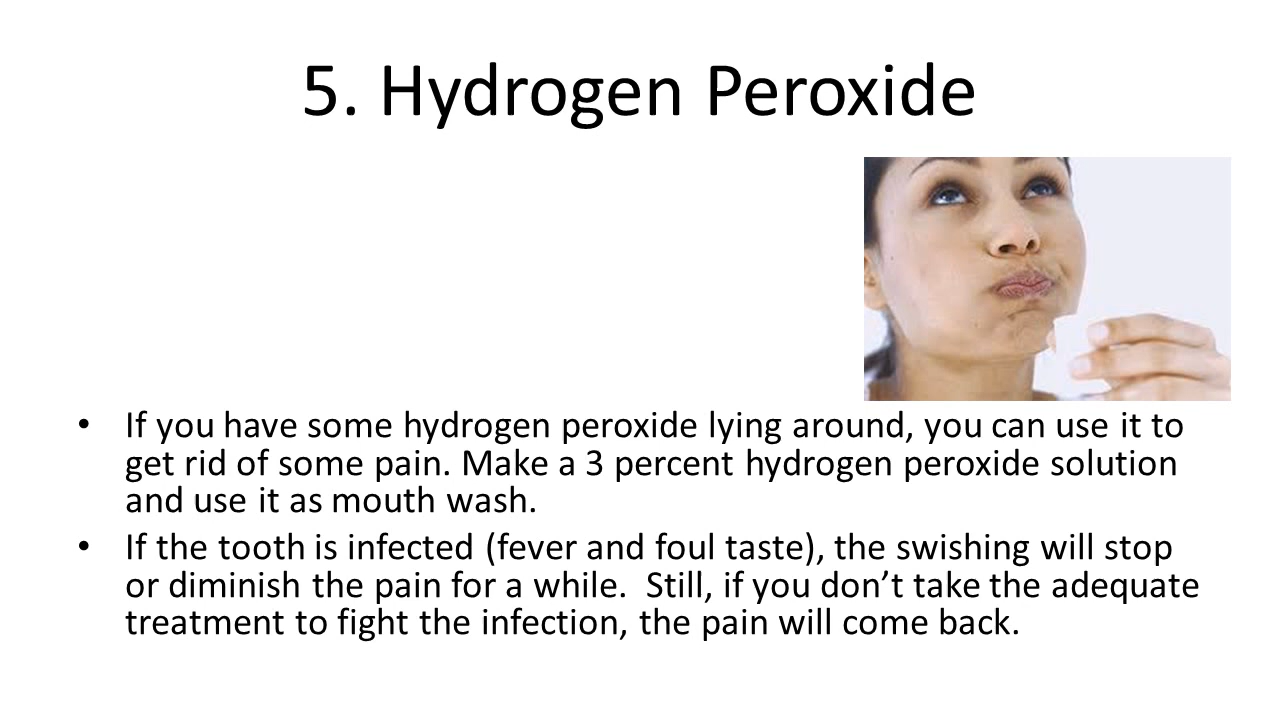 5. Hydrogen Peroxide
• If you have some hydrogen peroxide lying around, you can use it to
get rid of some pain. Make a 3 percent hydrogen peroxide solution
and use it as mouth wash.
• If the tooth is infected (fever and foul taste), the swishing will stop
or diminish the pain for a while.  Still, if you don’t take the adequate
treatment to fight the infection, the pain will come back.